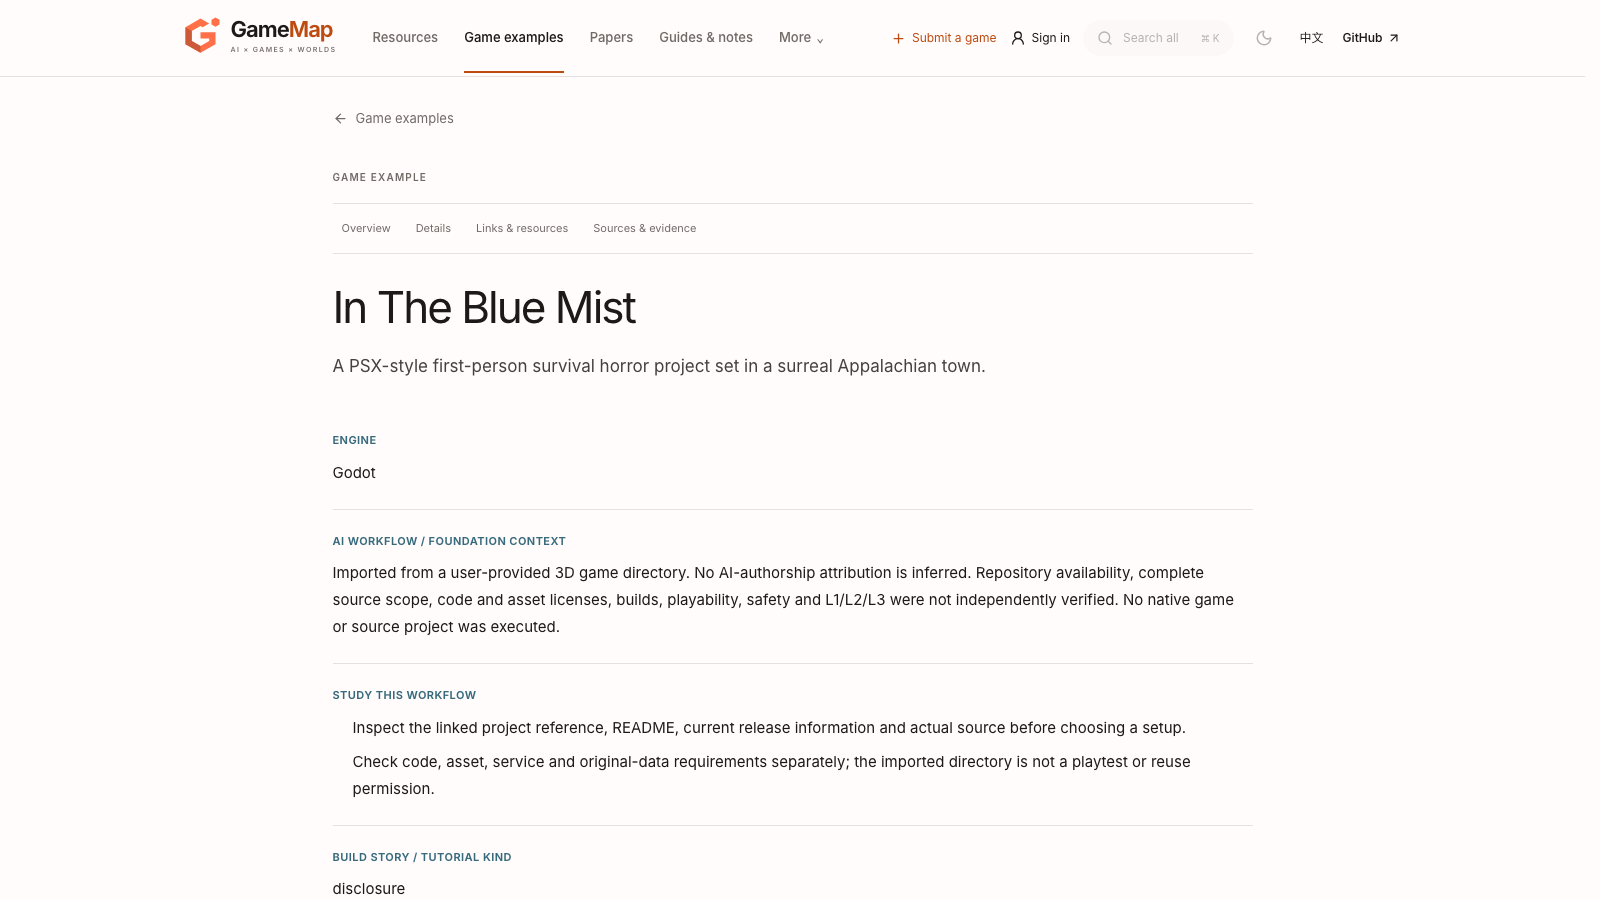 GameMap
AI × GAMES × WORLDS
Resources
Game examples
Papers
Guides & notes
More
Submit a game
Sign in
Search all
⌘ K
中文
GitHub
Game examples
GAME EXAMPLE
Overview
Details
Links & resources
Sources & evidence
In The Blue Mist
A PSX-style first-person survival horror project set in a surreal Appalachian town.
ENGINE
Godot
AI WORKFLOW / FOUNDATION CONTEXT
Imported from a user-provided 3D game directory. No AI-authorship attribution is inferred. Repository availability, complete
source scope, code and asset licenses, builds, playability, safety and L1/L2/L3 were not independently verified. No native game
or source project was executed.
STUDY THIS WORKFLOW
Inspect the linked project reference, README, current release information and actual source before choosing a setup.
Check code, asset, service and original-data requirements separately; the imported directory is not a playtest or reuse
permission.
BUILD STORY / TUTORIAL KIND
disclosure